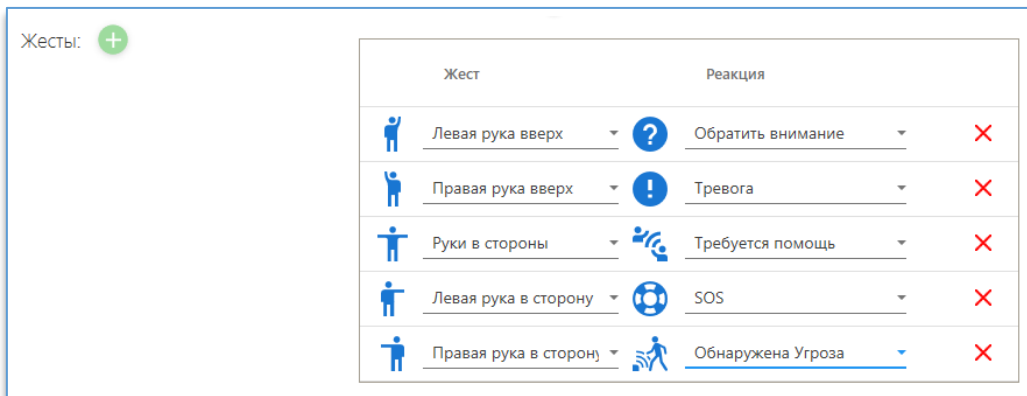 Жесты:
Жест Реакция
Левая рука вверх Обратить внимание
Правая рука вверх Тревога
Руки в стороны Требуется помощь
Левая рука в сторону SOS
Правая рука в сторону Обнаружена Угроза